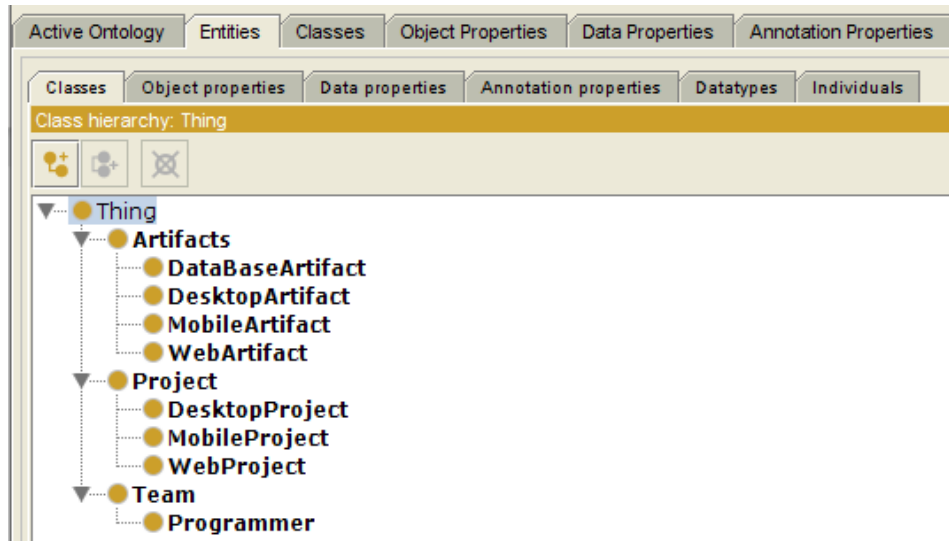 Active Ontology Entities Classes Object Properties Data Properties Annotation Properties
Classes Object properties Data properties Annotation properties Datatypes Individuals
Class hierarchy: Thing
Thing
Artifacts
DataBaseArtifact
DesktopArtifact
MobileArtifact
WebArtifact
Project
DesktopProject
MobileProject
WebProject
Team
Programmer